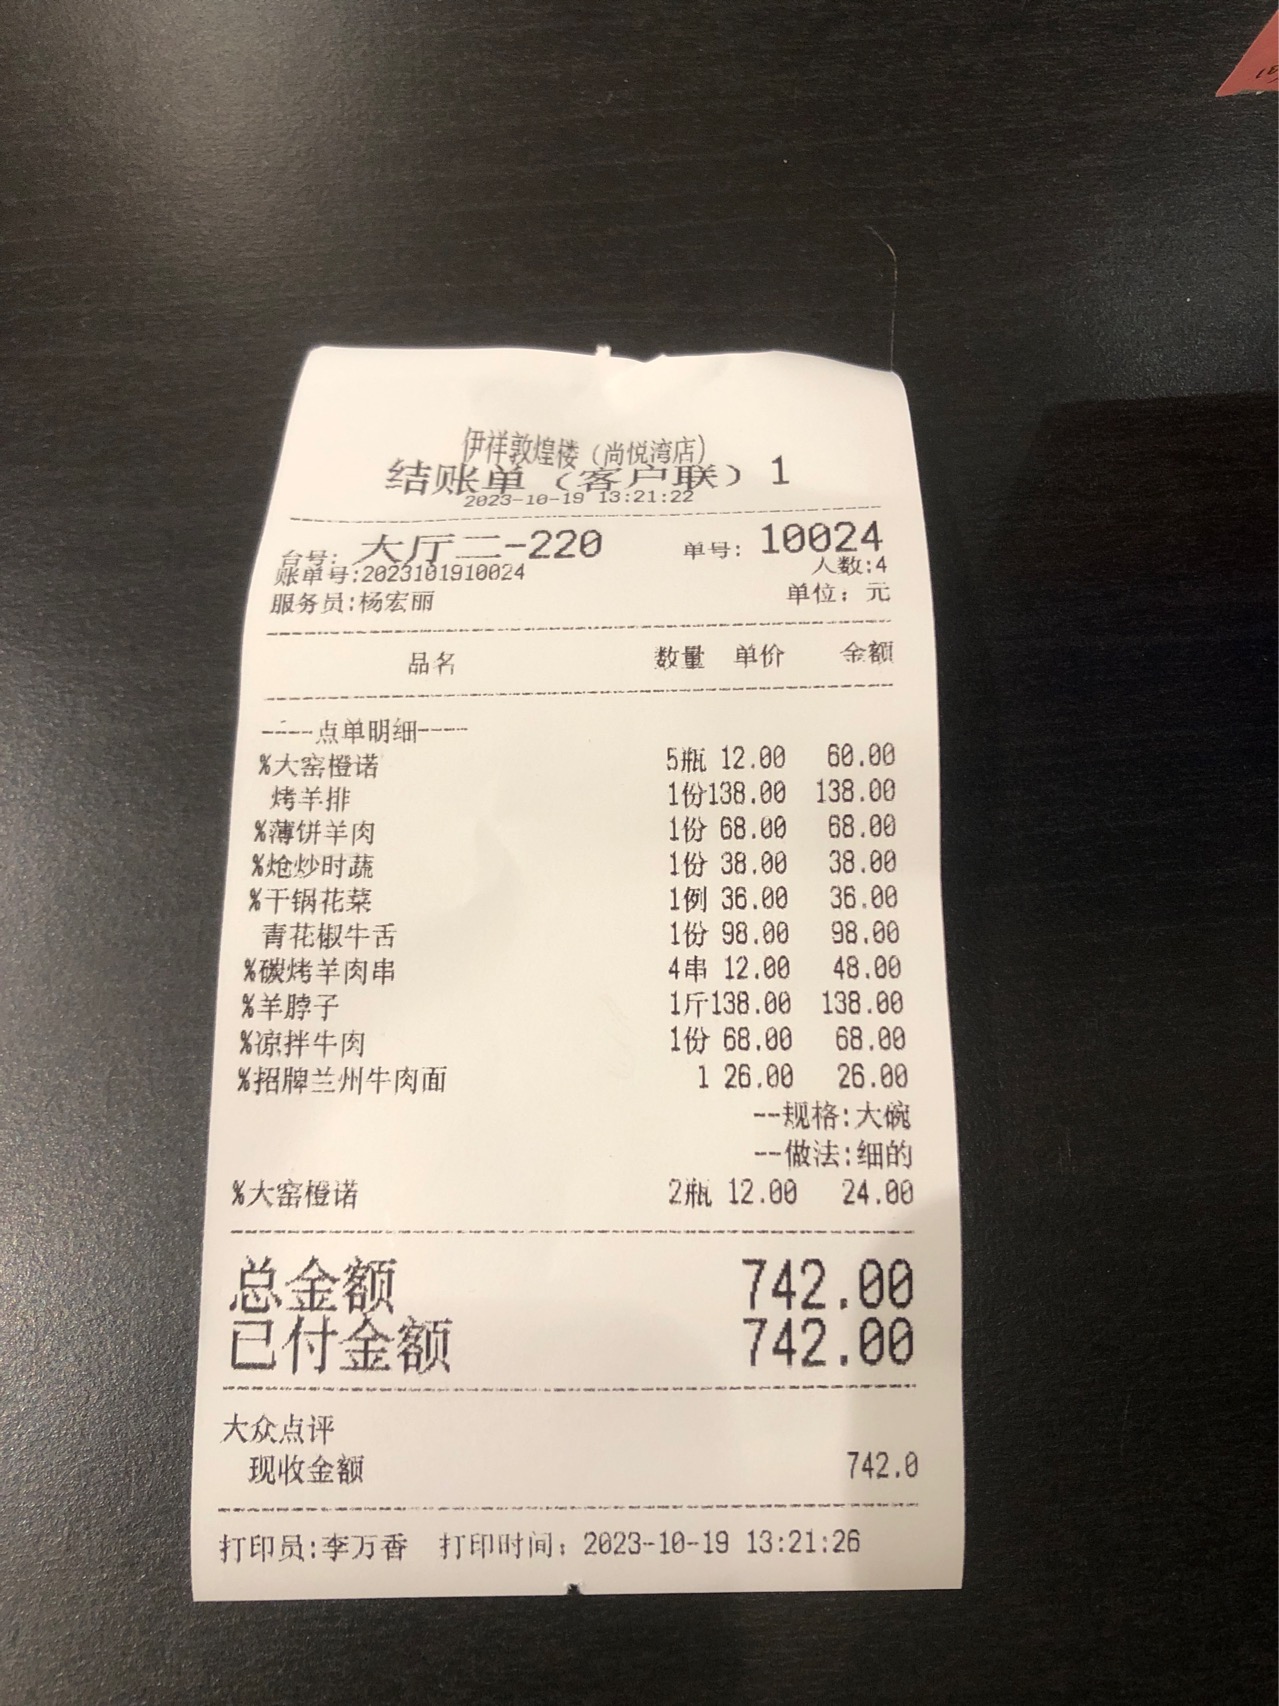 伊祥敦煌楼（尚悦湾店）
结账单（客户联）1
2023-10-19 13:21:22
台号: 大厅二-220 单号: 10024
账单号:2023101910024 人数:4
服务员:杨宏丽 单位: 元
品名 数量 单价 金额
----点单明细----
%大窑橙诺 5瓶 12.00 60.00
烤羊排 1份138.00 138.00
%薄饼羊肉 1份 68.00 68.00
%炝炒时蔬 1份 38.00 38.00
%干锅花菜 1例 36.00 36.00
青花椒牛舌 1份 98.00 98.00
%碳烤羊肉串 4串 12.00 48.00
%羊脖子 1斤138.00 138.00
%凉拌牛肉 1份 68.00 68.00
%招牌兰州牛肉面 1 26.00 26.00
--规格:大碗
--做法:细的
%大窑橙诺 2瓶 12.00 24.00
总金额 742.00
已付金额 742.00
大众点评
现收金额 742.0
打印员:李万香 打印时间: 2023-10-19 13:21:26